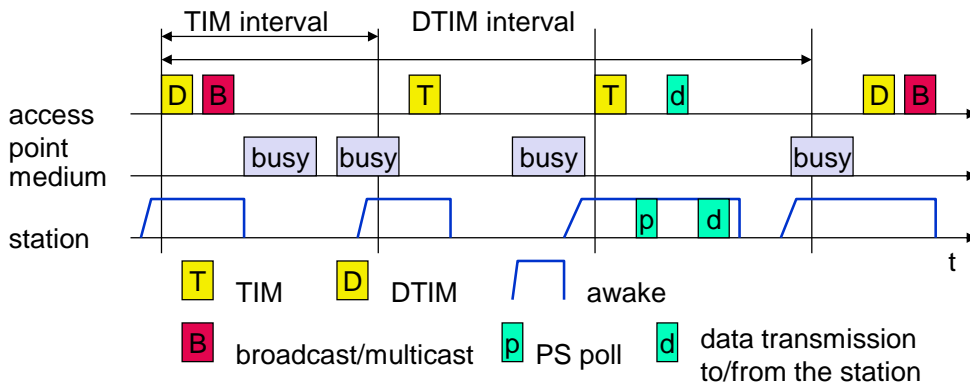 TIM interval DTIM interval
D B T T d D B
access
point
busy busy busy busy
medium
p d
station
t
T TIM D DTIM awake
B broadcast/multicast p PS poll d data transmission
to/from the station